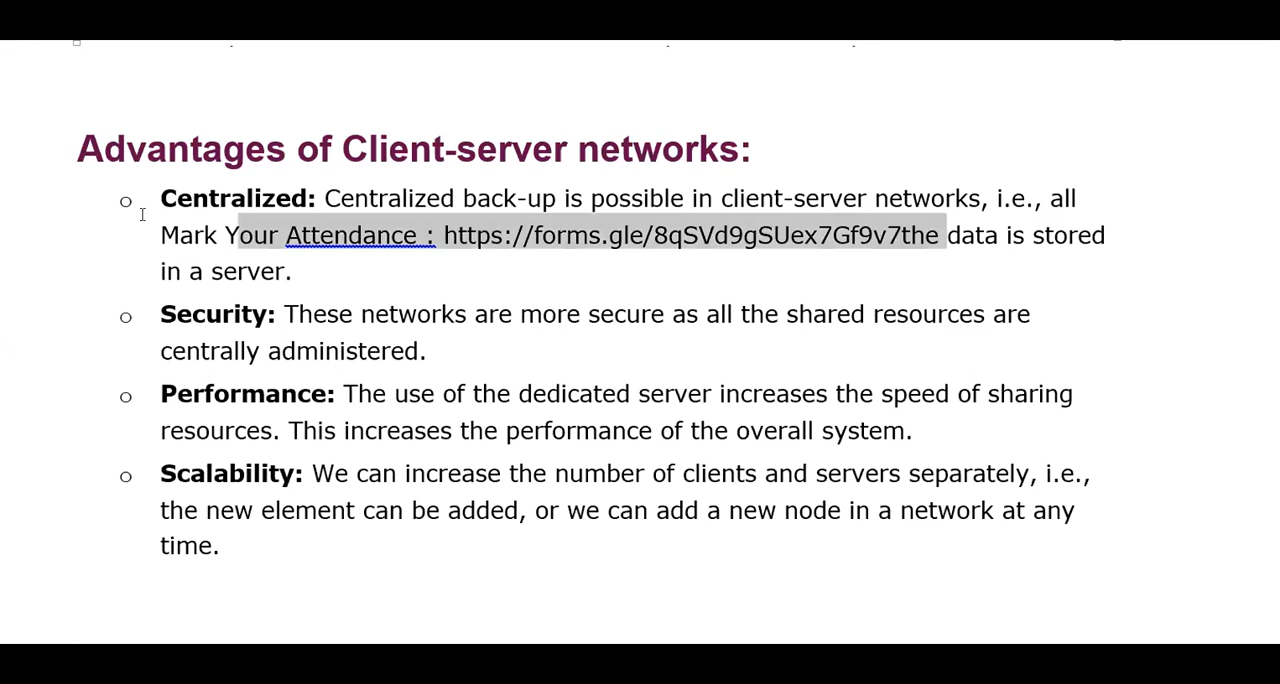 Advantages of Client-server networks:
o Centralized: Centralized back-up is possible in client-server networks, i.e., all
Mark Your Attendance : https://forms.gle/8qSVd9gSUex7Gf9v7the data is stored
in a server.
o Security: These networks are more secure as all the shared resources are
centrally administered.
o Performance: The use of the dedicated server increases the speed of sharing
resources. This increases the performance of the overall system.
o Scalability: We can increase the number of clients and servers separately, i.e.,
the new element can be added, or we can add a new node in a network at any
time.